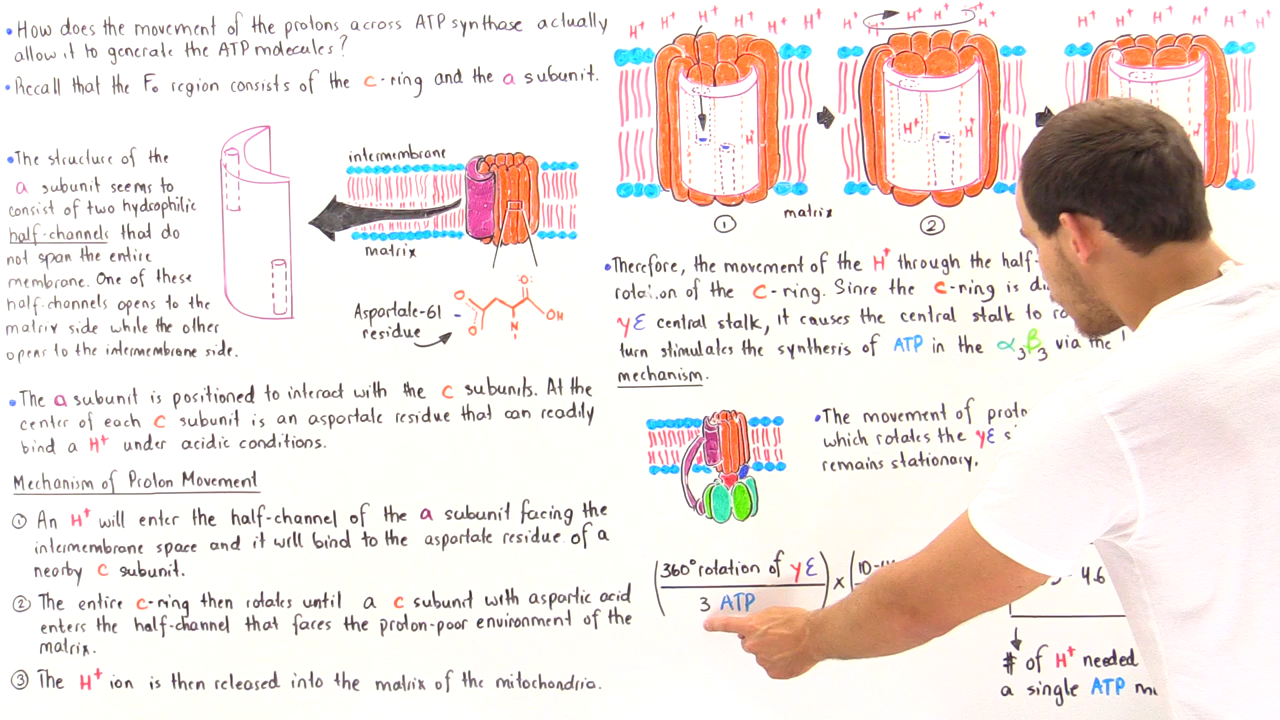 • How does the movement of the protons across ATP synthase actually
allow it to generate the ATP molecules?
• Recall that the F₀ region consists of the c-ring and the a subunit.
• The structure of the
a subunit seems to
consist of two hydrophilic
half-channels that do
not span the entire
membrane. One of these
half-channels opens to the
matrix side while the other
opens to the intermembrane side.
intermembrane
matrix
Aspartate-61
residue
O
O
O
OH
N
• The a subunit is positioned to interact with the c subunits. At the
center of each c subunit is an aspartate residue that can readily
bind a H⁺ under acidic conditions.
Mechanism of Proton Movement
① An H⁺ will enter the half-channel of the a subunit facing the
intermembrane space and it will bind to the aspartate residue of a
nearby c subunit.
② The entire c-ring then rotates until a c subunit with aspartic acid
enters the half-channel that faces the proton-poor environment of the
matrix.
③ The H⁺ ion is then released into the matrix of the mitochondria.
H⁺ H⁺ H⁺ H⁺ H⁺ H⁺ H⁺ H⁺ H⁺ H⁺ H⁺ H⁺ H⁺ H⁺ H⁺ H⁺ H⁺
H⁺ H⁺ H⁺
① matrix ②
• Therefore, the movement of the H⁺ through the half-
rotation of the c-ring. Since the c-ring is di
γε central stalk, it causes the central stalk to
turn stimulates the synthesis of ATP in the α₃β₃ via the
mechanism.
• The movement of proto
which rotates the γε s
remains stationary.
(360° rotation of γε / 3 ATP) × (10-
4.6
# of H⁺ needed
a single ATP